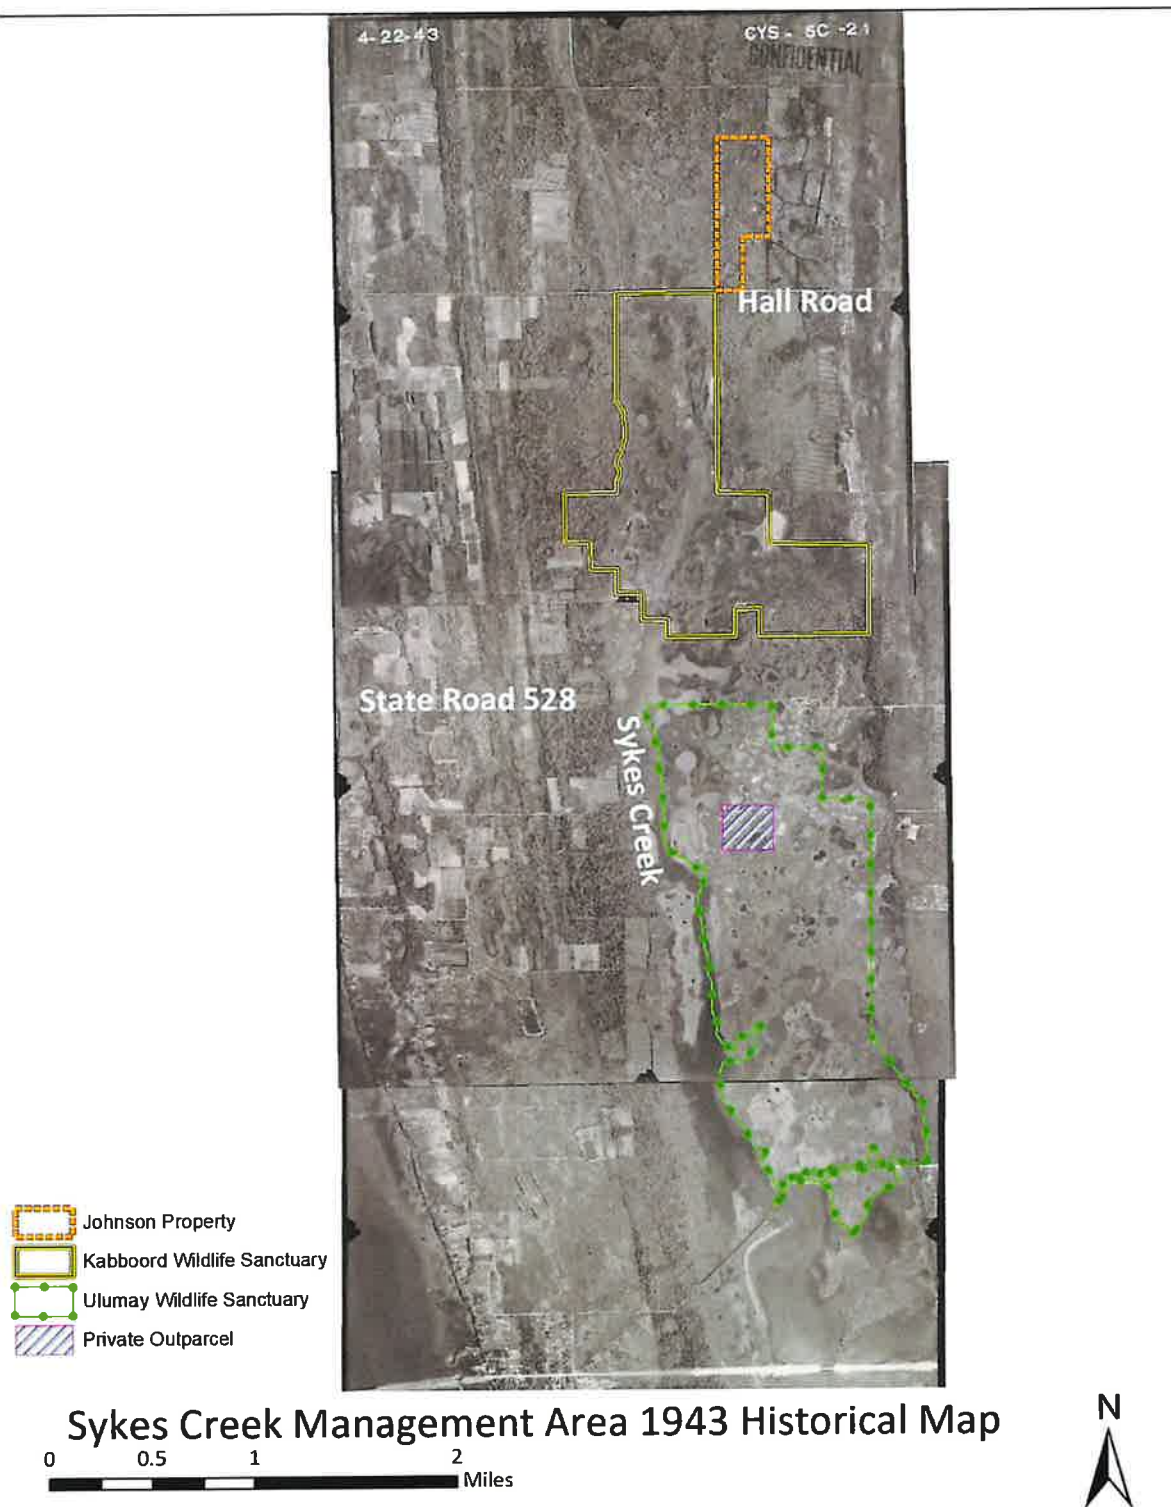 4-22-43
CYS - 5C -21
CONFIDENTIAL
Hall Road
State Road 528
Sykes Creek
Johnson Property
Kabboord Wildlife Sanctuary
Ulumay Wildlife Sanctuary
Private Outparcel
Sykes Creek Management Area 1943 Historical Map
0 0.5 1 2
Miles
N